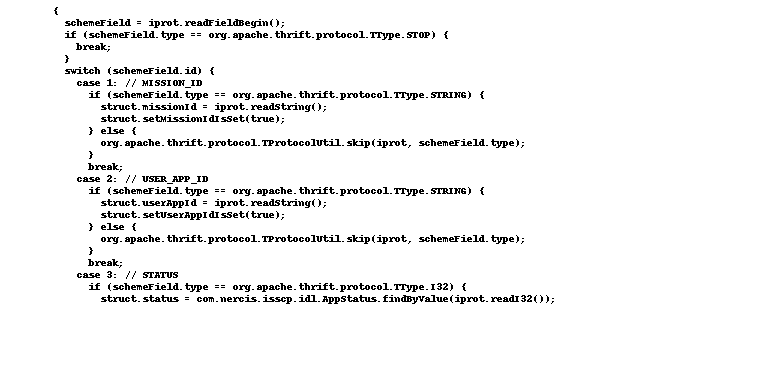 {
schemeField = iprot.readFieldBegin();
if (schemeField.type == org.apache.thrift.protocol.TType.STOP) {
break;
}
switch (schemeField.id) {
case 1: // MISSION_ID
if (schemeField.type == org.apache.thrift.protocol.TType.STRING) {
struct.missionId = iprot.readString();
struct.setMissionIdIsSet(true);
} else {
org.apache.thrift.protocol.TProtocolUtil.skip(iprot, schemeField.type);
}
break;
case 2: // USER_APP_ID
if (schemeField.type == org.apache.thrift.protocol.TType.STRING) {
struct.userAppId = iprot.readString();
struct.setUserAppIdIsSet(true);
} else {
org.apache.thrift.protocol.TProtocolUtil.skip(iprot, schemeField.type);
}
break;
case 3: // STATUS
if (schemeField.type == org.apache.thrift.protocol.TType.I32) {
struct.status = com.nercis.isscp.idl.AppStatus.findByValue(iprot.readI32());